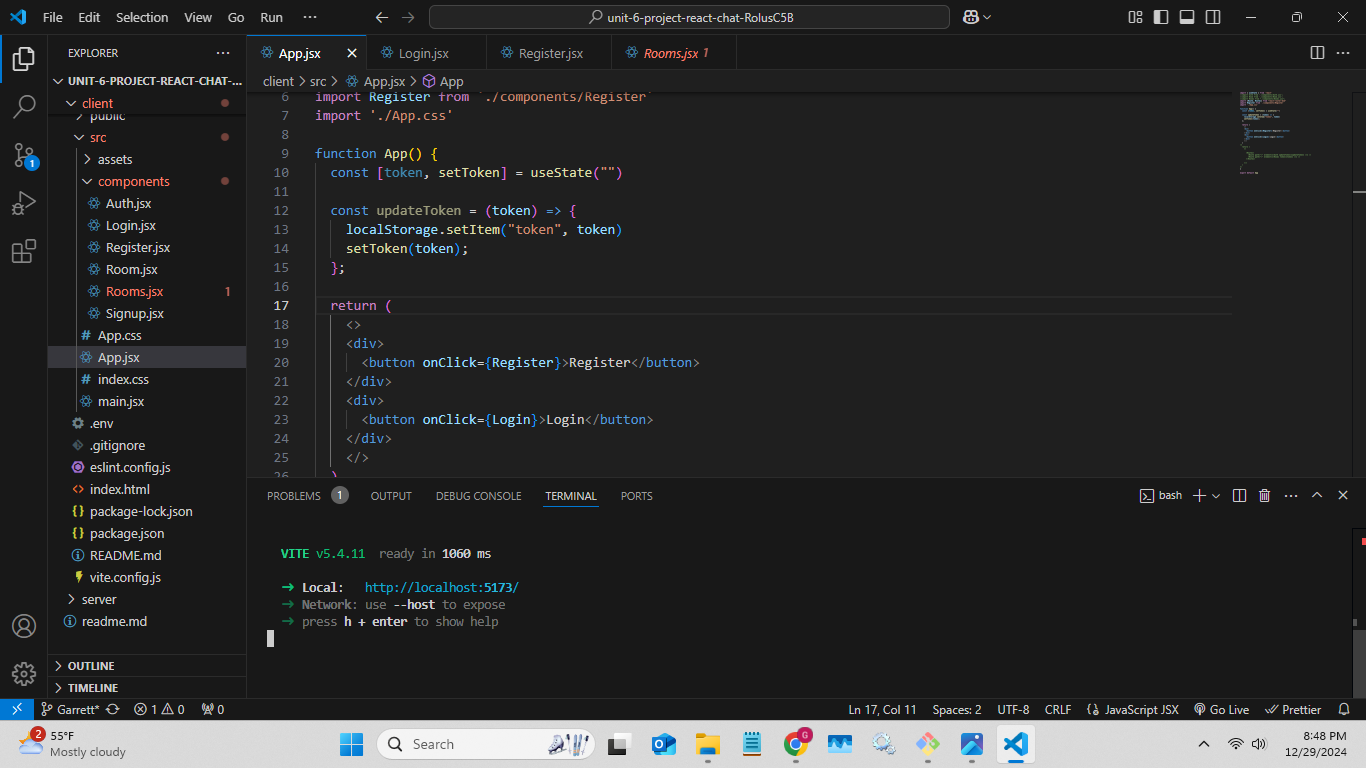 File Edit Selection View Go Run ··· unit-6-project-react-chat-RolusC5B
EXPLORER ···
UNIT-6-PROJECT-REACT-CHAT-...
client
public
src
assets
components
Auth.jsx
Login.jsx
Register.jsx
Room.jsx
Rooms.jsx 1
Signup.jsx
# App.css
App.jsx
# index.css
main.jsx
.env
.gitignore
eslint.config.js
<> index.html
{} package-lock.json
{} package.json
README.md
vite.config.js
server
readme.md
OUTLINE
TIMELINE
1
App.jsx Login.jsx Register.jsx Rooms.jsx 1
client > src > App.jsx > App
6 import Register from './components/Register'
7 import './App.css'
8
9 function App() {
10 const [token, setToken] = useState("")
11
12 const updateToken = (token) => {
13 localStorage.setItem("token", token)
14 setToken(token);
15 };
16
17 return (
18 <>
19 <div>
20 <button onClick={Register}>Register</button>
21 </div>
22 <div>
23 <button onClick={Login}>Login</button>
24 </div>
25 </>
26 )
PROBLEMS 1 OUTPUT DEBUG CONSOLE TERMINAL PORTS bash
VITE v5.4.11 ready in 1060 ms
➜ Local: http://localhost:5173/
➜ Network: use --host to expose
➜ press h + enter to show help
Garrett* 1 0 0 Ln 17, Col 11 Spaces: 2 UTF-8 CRLF {} JavaScript JSX Go Live Prettier
2 55°F
Mostly cloudy
Search
G
8:48 PM
12/29/2024